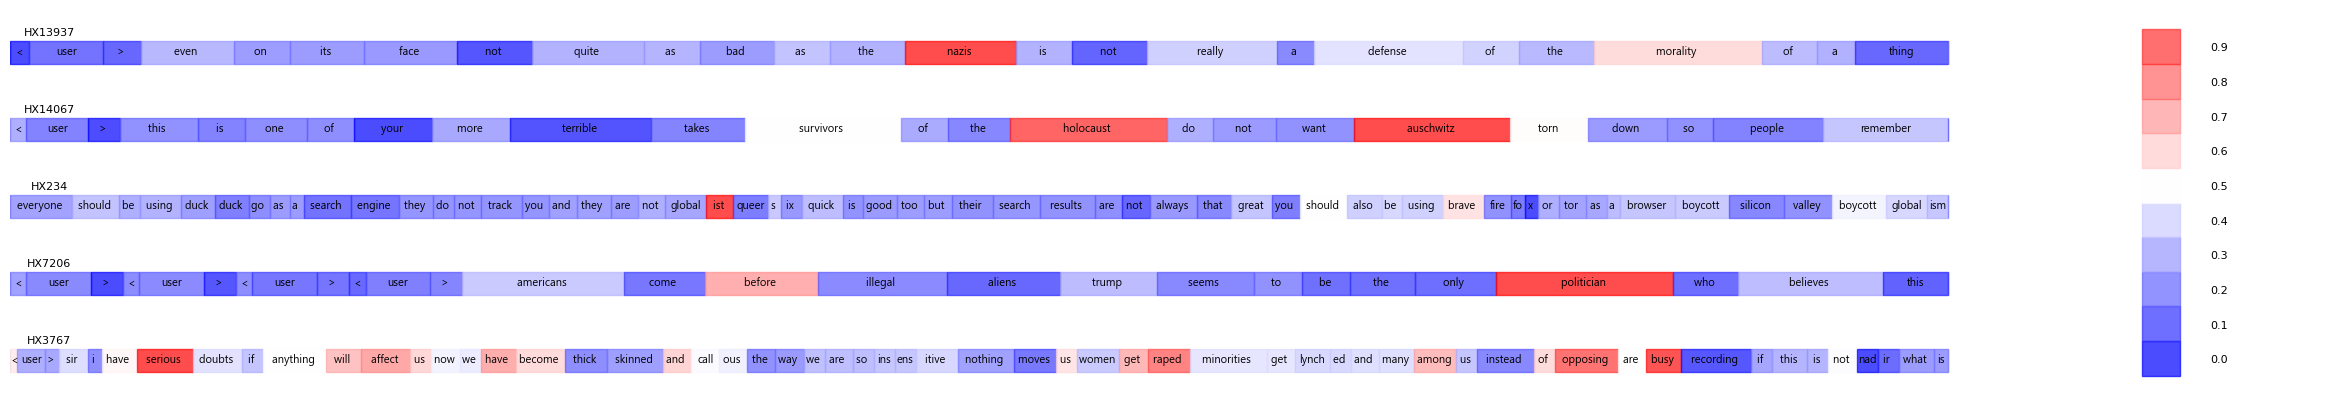 HX13937
< user > even on its face not quite as bad as the nazis is not really a defense of the morality of a thing
HX14067
< user > this is one of your more terrible takes survivors of the holocaust do not want auschwitz torn down so people remember
HX234
everyone should be using duck duck go as a search engine they do not track you and they are not global ist queer s ix quick is good too but their search results are not always that great you should also be using brave fire fo x or tor as a browser boycott silicon valley boycott global ism
HX7206
< user > < user > < user > < user > americans come before illegal aliens trump seems to be the only politician who believes this
HX3767
< user > sir i have serious doubts if anything will affect us now we have become thick skinned and call ous the way we are so ins ens itive nothing moves us women get raped minorities get lynch ed and many among us instead of opposing are busy recording if this is not nad ir what is
0.9
0.8
0.7
0.6
0.5
0.4
0.3
0.2
0.1
0.0